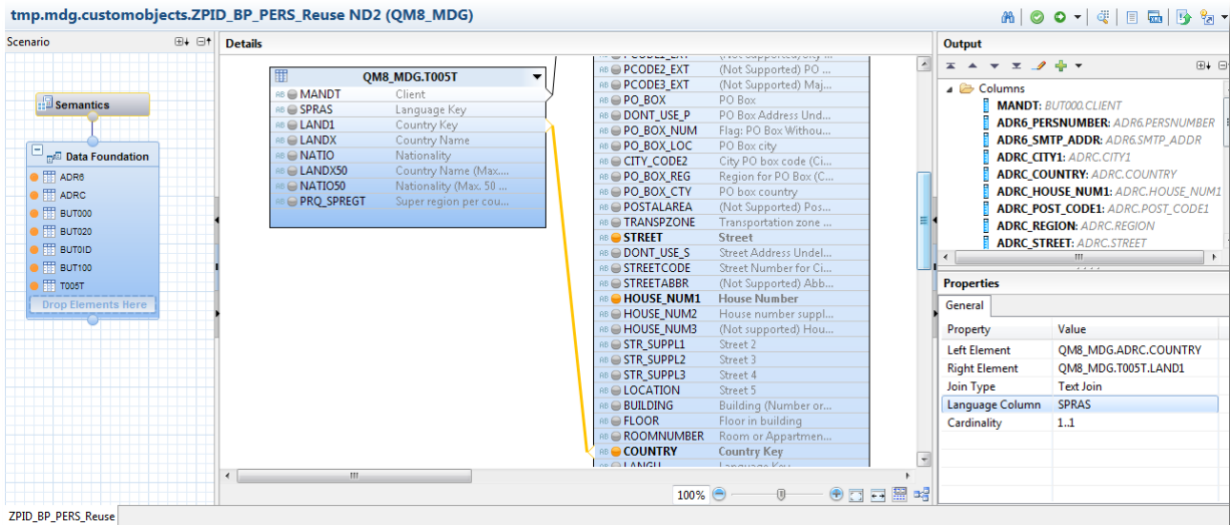 tmp.mdg.customobjects.ZPID_BP_PERS_Reuse ND2 (QM8_MDG)
Scenario
Semantics
Data Foundation
ADR6
ADRC
BUT000
BUT020
BUT0ID
BUT100
T005T
Drop Elements Here
Details
QM8_MDG.T005T
MANDT Client
SPRAS Language Key
LAND1 Country Key
LANDX Country Name
NATIO Nationality
LANDX50 Country Name (Max....
NATIO50 Nationality (Max. 50 ...
PRQ_SPREGT Super region per cou...
PCODE2_EXT (Not Supported) PO ...
PCODE3_EXT (Not Supported) Maj...
PO_BOX PO Box
DONT_USE_P PO Box Address Und...
PO_BOX_NUM Flag: PO Box Withou...
PO_BOX_LOC PO Box city
CITY_CODE2 City PO box code (Ci...
PO_BOX_REG Region for PO Box (C...
PO_BOX_CTY PO box country
POSTALAREA (Not Supported) Pos...
TRANSPZONE Transportation zone ...
STREET Street
DONT_USE_S Street Address Undel...
STREETCODE Street Number for Ci...
STREETABBR (Not Supported) Abb...
HOUSE_NUM1 House Number
HOUSE_NUM2 House number suppl...
HOUSE_NUM3 (Not supported) Hou...
STR_SUPPL1 Street 2
STR_SUPPL2 Street 3
STR_SUPPL3 Street 4
LOCATION Street 5
BUILDING Building (Number or...
FLOOR Floor in building
ROOMNUMBER Room or Appartmen...
COUNTRY Country Key
LANGU Language Key
100%
Output
Columns
MANDT: BUT000.CLIENT
ADR6_PERSNUMBER: ADR6.PERSNUMBER
ADR6_SMTP_ADDR: ADR6.SMTP_ADDR
ADRC_CITY1: ADRC.CITY1
ADRC_COUNTRY: ADRC.COUNTRY
ADRC_HOUSE_NUM1: ADRC.HOUSE_NUM1
ADRC_POST_CODE1: ADRC.POST_CODE1
ADRC_REGION: ADRC.REGION
ADRC_STREET: ADRC.STREET
Properties
General
Property Value
Left Element QM8_MDG.ADRC.COUNTRY
Right Element QM8_MDG.T005T.LAND1
Join Type Text Join
Language Column SPRAS
Cardinality 1..1
ZPID_BP_PERS_Reuse